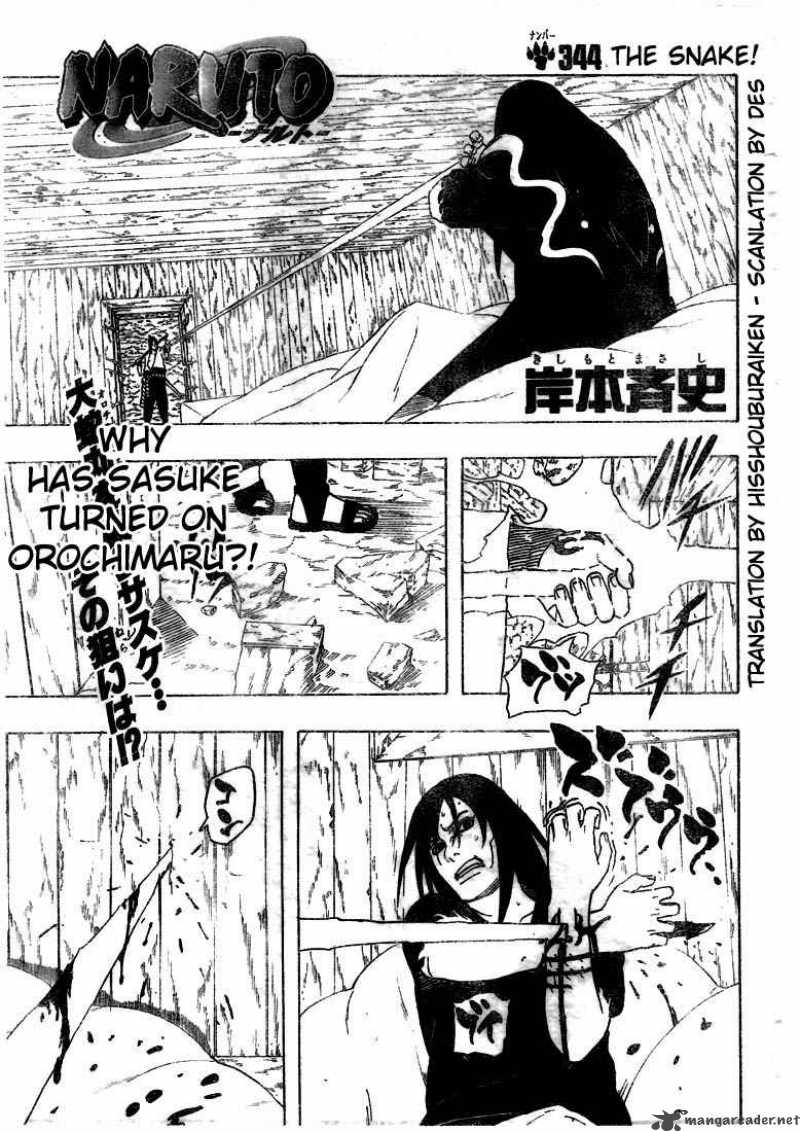 ナンバー
344 THE SNAKE!
NARUTO
ーナルトー
きしもと まさ し
岸本斉史
WHY
HAS SASUKE
TURNED ON
OROCHIMARU?!
サスケ…
その狙いは!?
TRANSLATION BY HISSHOUBURAIKEN - SCANLATION BY DES
mangareader.net